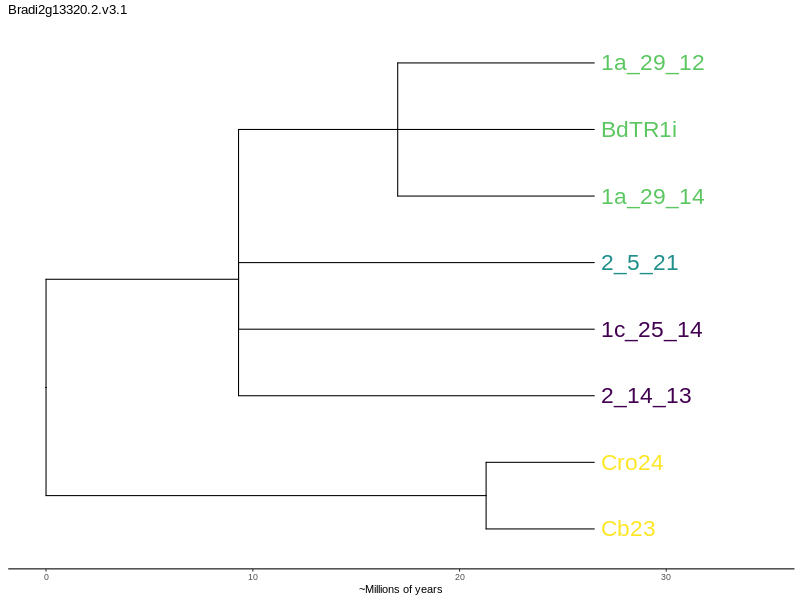 Bradi2g13320.2.v3.1
1a_29_12
BdTR1i
1a_29_14
2_5_21
1c_25_14
2_14_13
Cro24
Cb23
0 10 20 30
~Millions of years